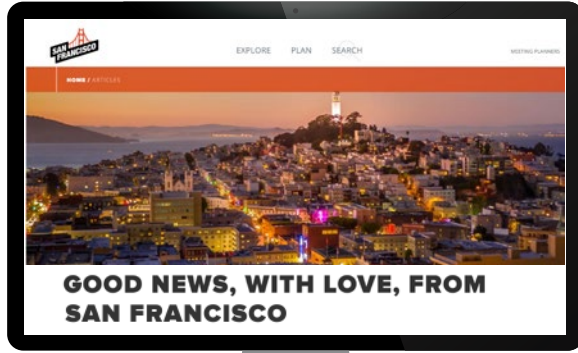 SAN
FRANCISCO
EXPLORE PLAN SEARCH
MEETING PLANNERS
HOME / ARTICLES
GOOD NEWS, WITH LOVE, FROM
SAN FRANCISCO